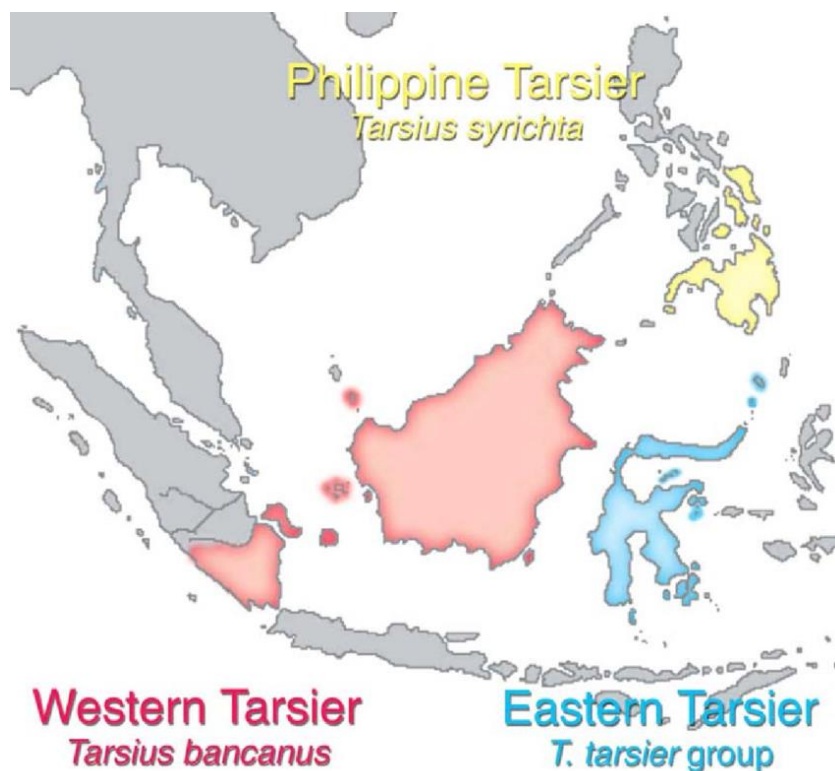 Philippine Tarsier
Tarsius syrichta
Western Tarsier
Tarsius bancanus
Eastern Tarsier
T. tarsier group